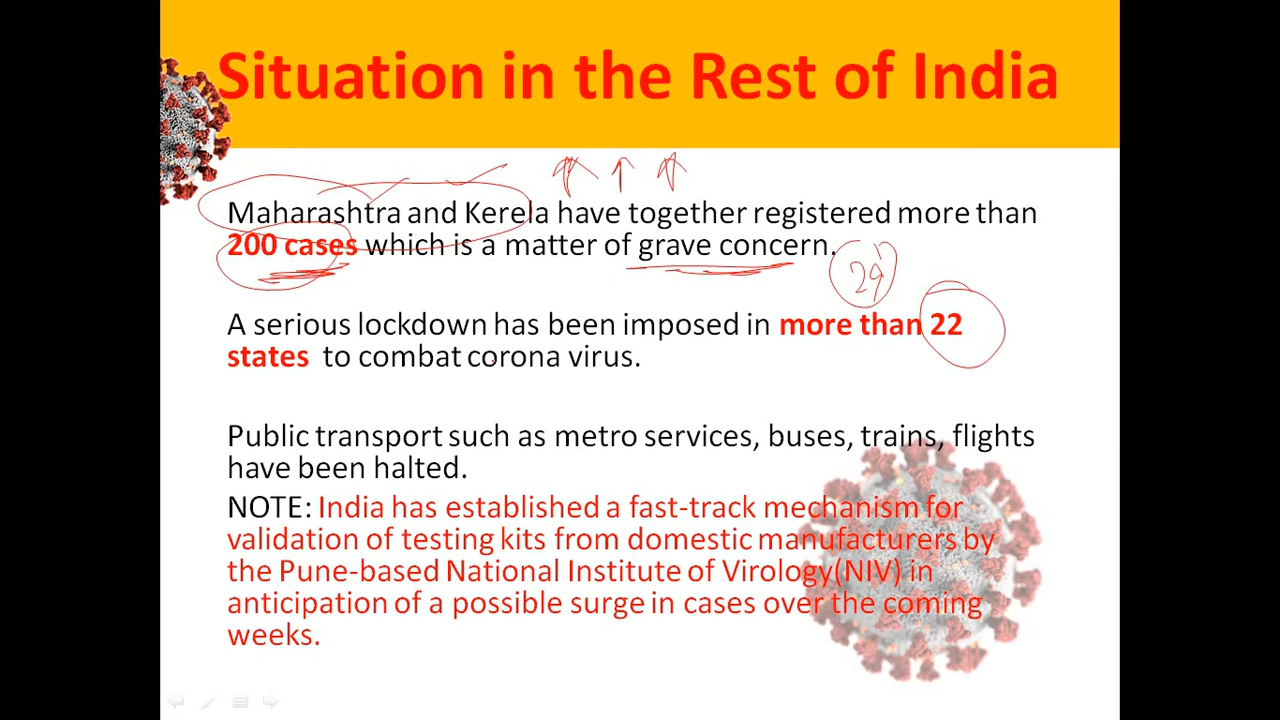 Situation in the Rest of India
Maharashtra and Kerela have together registered more than
200 cases which is a matter of grave concern.
29
A serious lockdown has been imposed in more than 22
states to combat corona virus.
Public transport such as metro services, buses, trains, flights
have been halted.
NOTE: India has established a fast-track mechanism for
validation of testing kits from domestic manufacturers by
the Pune-based National Institute of Virology(NIV) in
anticipation of a possible surge in cases over the coming
weeks.